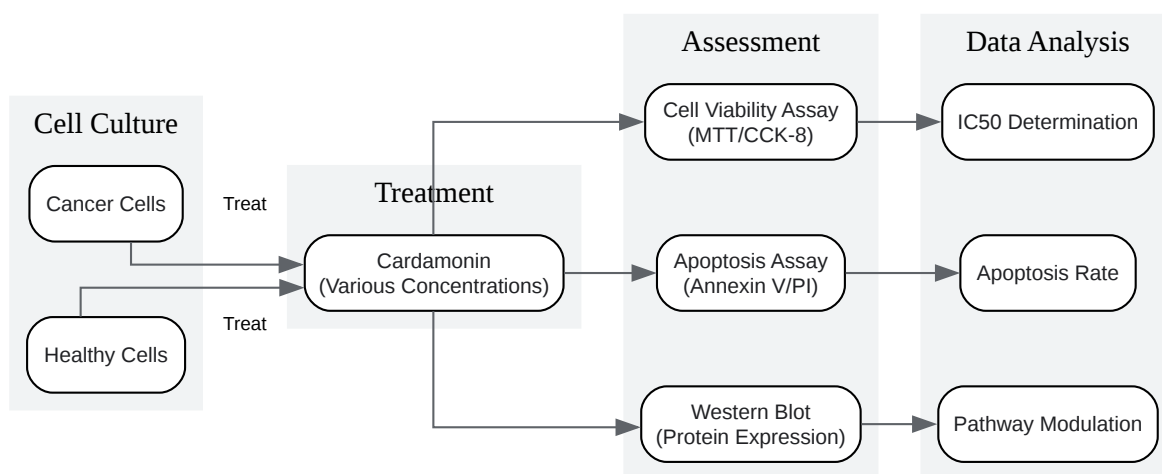 Cell Culture
Cancer Cells
Healthy Cells
Treat
Treat
Treatment
Cardamonin
(Various Concentrations)
Assessment
Cell Viability Assay
(MTT/CCK-8)
Apoptosis Assay
(Annexin V/PI)
Western Blot
(Protein Expression)
Data Analysis
IC50 Determination
Apoptosis Rate
Pathway Modulation